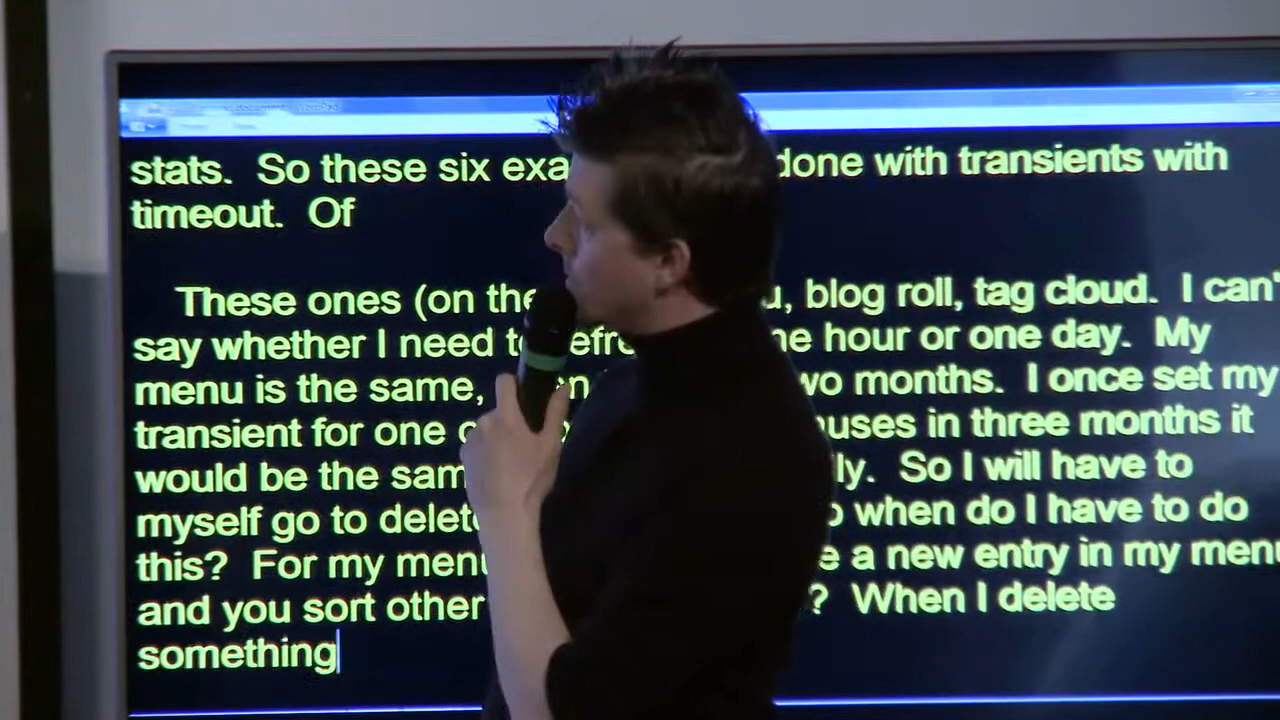 stats.  So these six exa done with transients with
timeout.  Of
These ones (on the u, blog roll, tag cloud.  I can'
say whether I need to refre ne hour or one day.  My
menu is the same, wo months.  I once set my
transient for one uses in three months it
would be the sam ly.  So I will have to
myself go to delete when do I have to do
this?  For my menu e a new entry in my menu
and you sort other ?  When I delete
something